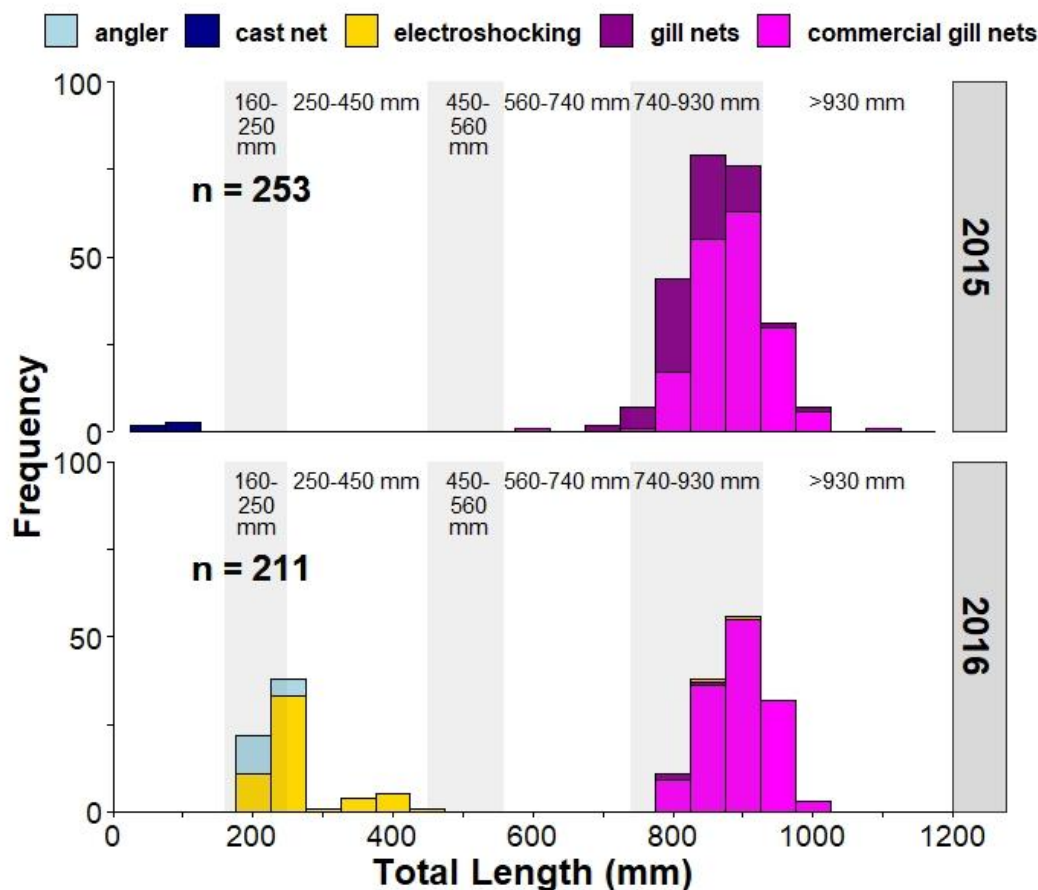 angler cast net electroshocking gill nets commercial gill nets
100
160- 250-450 mm 450- 560-740 mm 740-930 mm >930 mm
250 560
mm mm
n = 253
50
2015
0
Frequency
100
160- 250-450 mm 450- 560-740 mm 740-930 mm >930 mm
250 560
mm mm
n = 211
50
2016
0
0 200 400 600 800 1000 1200
Total Length (mm)